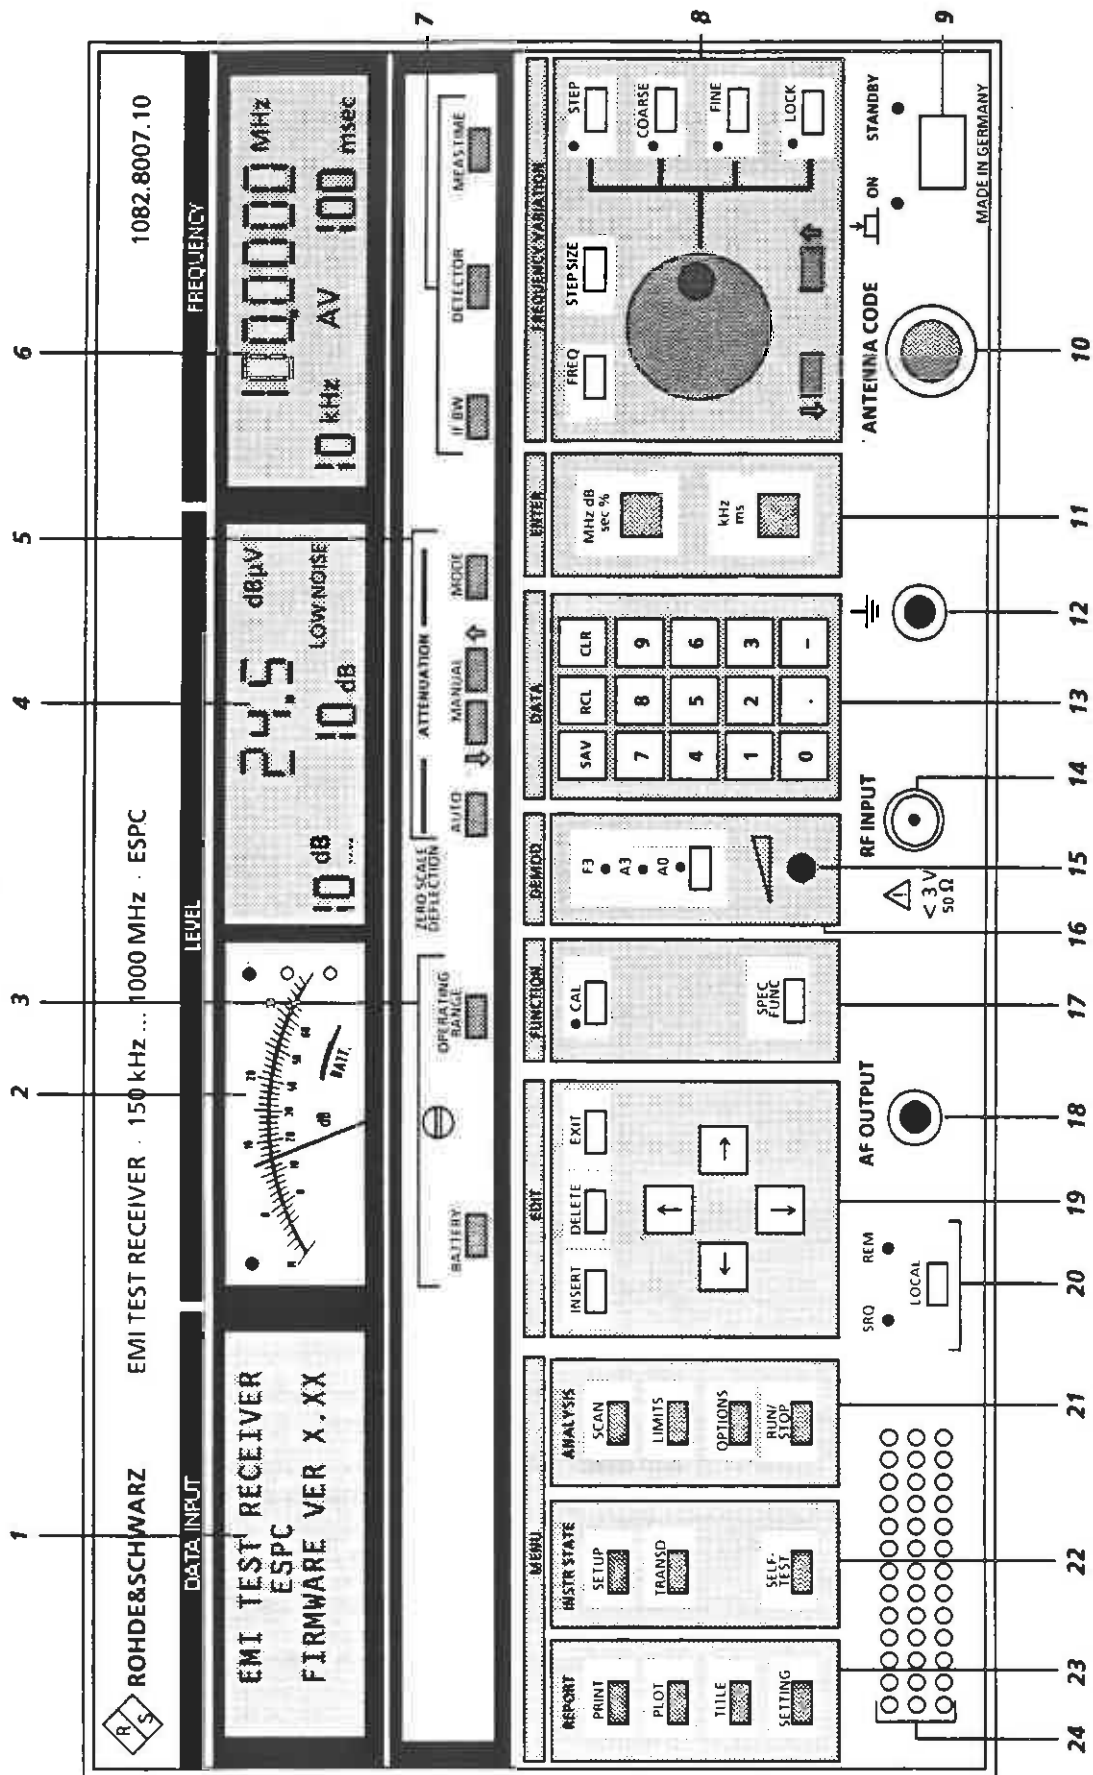 1 2 3 4 5 6 7
ROHDE&SCHWARZ EMI TEST RECEIVER · 150 kHz ... 1000 MHz · ESPC 1082.8007.10
R S
DATA INPUT LEVEL FREQUENCY
EMI TEST RECEIVER
ESPC
FIRMWARE VER X.XX
dB
BATT.
24.5 dBµV
10 dB 10 dB LOW NOISE
100.0000 MHz
10 kHz AV 100 msec
BATTERY
OPERATING RANGE
ZERO SCALE DEFLECTION
ATTENUATION
AUTO MANUAL MODE
IF BW DETECTOR MEAS TIME
MENU EDIT FUNCTION DEMOD DATA ENTER FREQUENCY VARIATION
REPORT
PRINT
PLOT
TITLE
SETTING
INSTR STATE
SETUP
TRANSD
SELF-
TEST
ANALYSIS
SCAN
LIMITS
OPTIONS
RUN/
STOP
INSERT DELETE EXIT
← ↑ ↓ →
CAL
SPEC
FUNC
F3
A3
A0
SAV RCL CLR
7 8 9
4 5 6
1 2 3
0 . –
MHz dB
sec %
kHz
ms
FREQ STEPSIZE
STEP
COARSE
FINE
LOCK
8
SRQ REM
LOCAL
AF OUTPUT
< 3 V
50 Ω
RF INPUT
ANTENNA CODE
ON STANDBY
MADE IN GERMANY
9
24 23 22 21 20 19 18 17 16 15 14 13 12 11 10